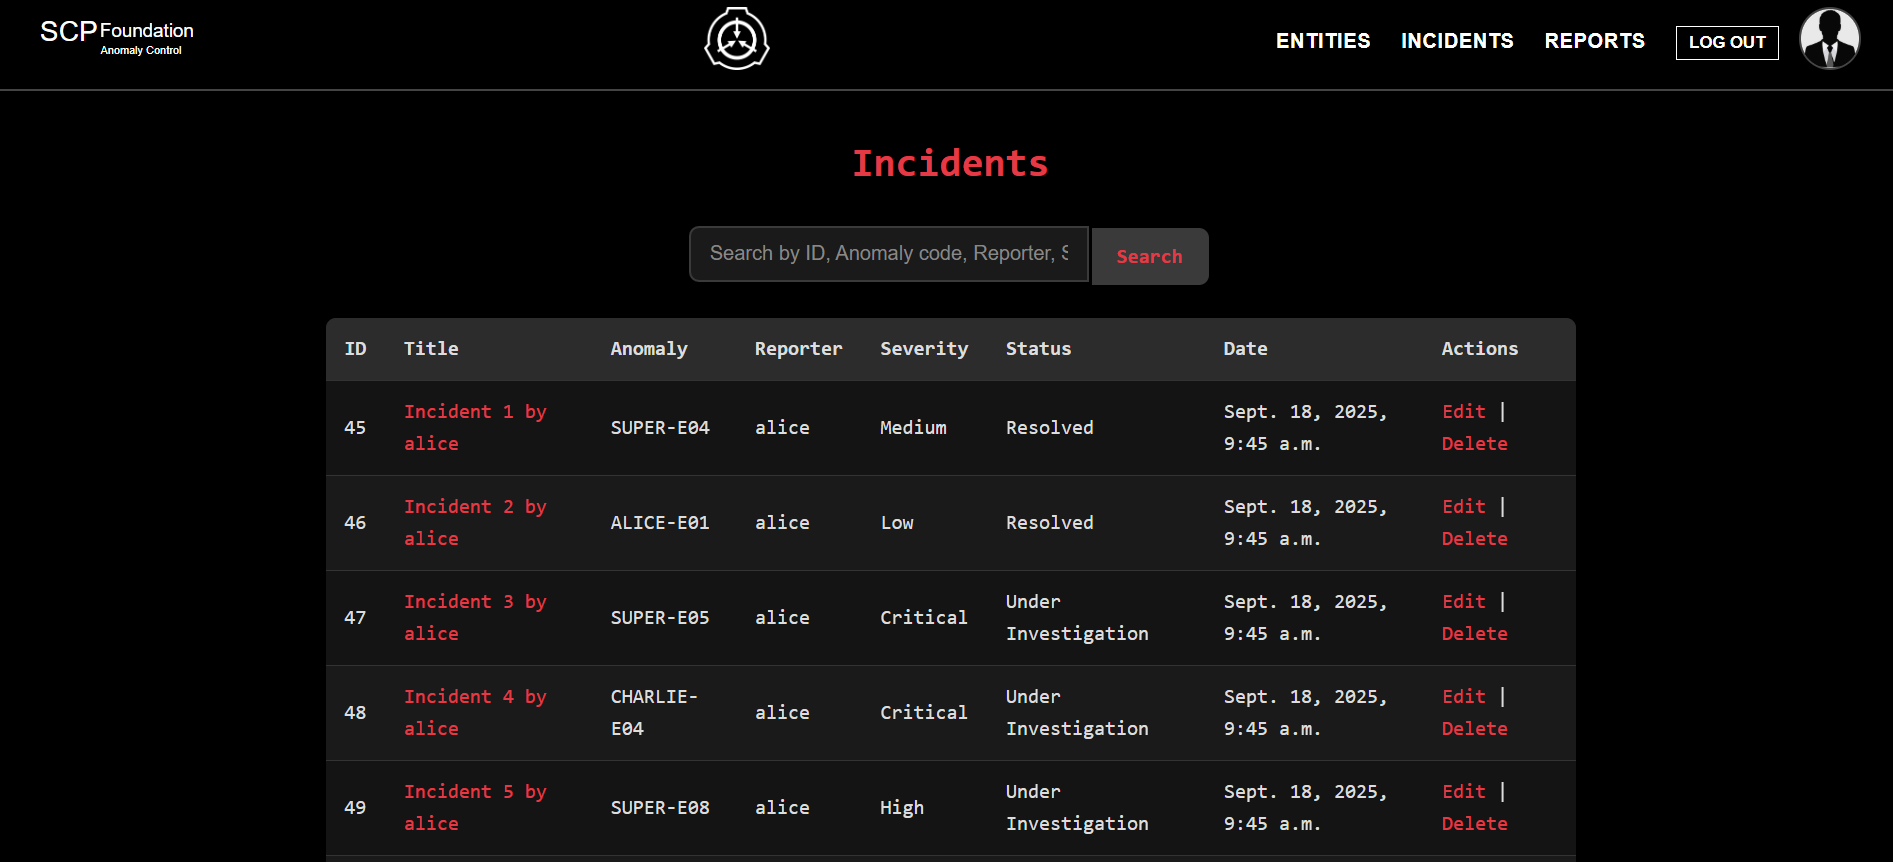 SCP Foundation
Anomaly Control
ENTITIES INCIDENTS REPORTS LOG OUT
Incidents
Search by ID, Anomaly code, Reporter, S
Search
ID Title Anomaly Reporter Severity Status Date Actions
45 Incident 1 by alice SUPER-E04 alice Medium Resolved Sept. 18, 2025, 9:45 a.m. Edit | Delete
46 Incident 2 by alice ALICE-E01 alice Low Resolved Sept. 18, 2025, 9:45 a.m. Edit | Delete
47 Incident 3 by alice SUPER-E05 alice Critical Under Investigation Sept. 18, 2025, 9:45 a.m. Edit | Delete
48 Incident 4 by alice CHARLIE-E04 alice Critical Under Investigation Sept. 18, 2025, 9:45 a.m. Edit | Delete
49 Incident 5 by alice SUPER-E08 alice High Under Investigation Sept. 18, 2025, 9:45 a.m. Edit | Delete